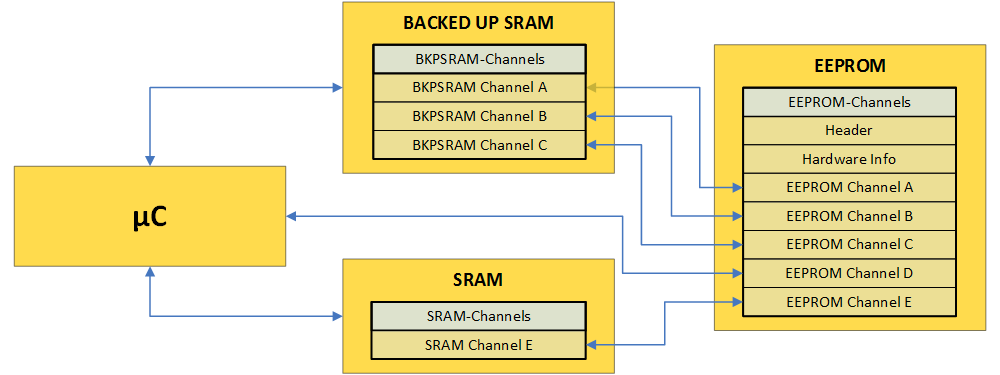 BACKED UP SRAM
BKPSRAM-Channels
BKPSRAM Channel A
BKPSRAM Channel B
BKPSRAM Channel C
µC
SRAM
SRAM-Channels
SRAM Channel E
EEPROM
EEPROM-Channels
Header
Hardware Info
EEPROM Channel A
EEPROM Channel B
EEPROM Channel C
EEPROM Channel D
EEPROM Channel E